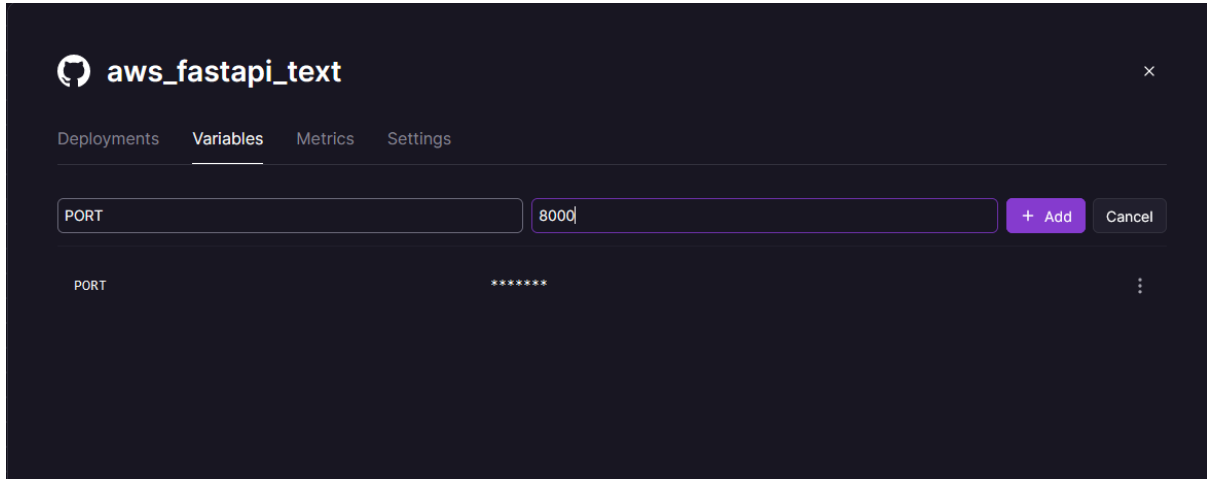 aws_fastapi_text
Deployments Variables Metrics Settings
PORT 8000 + Add Cancel
PORT *******